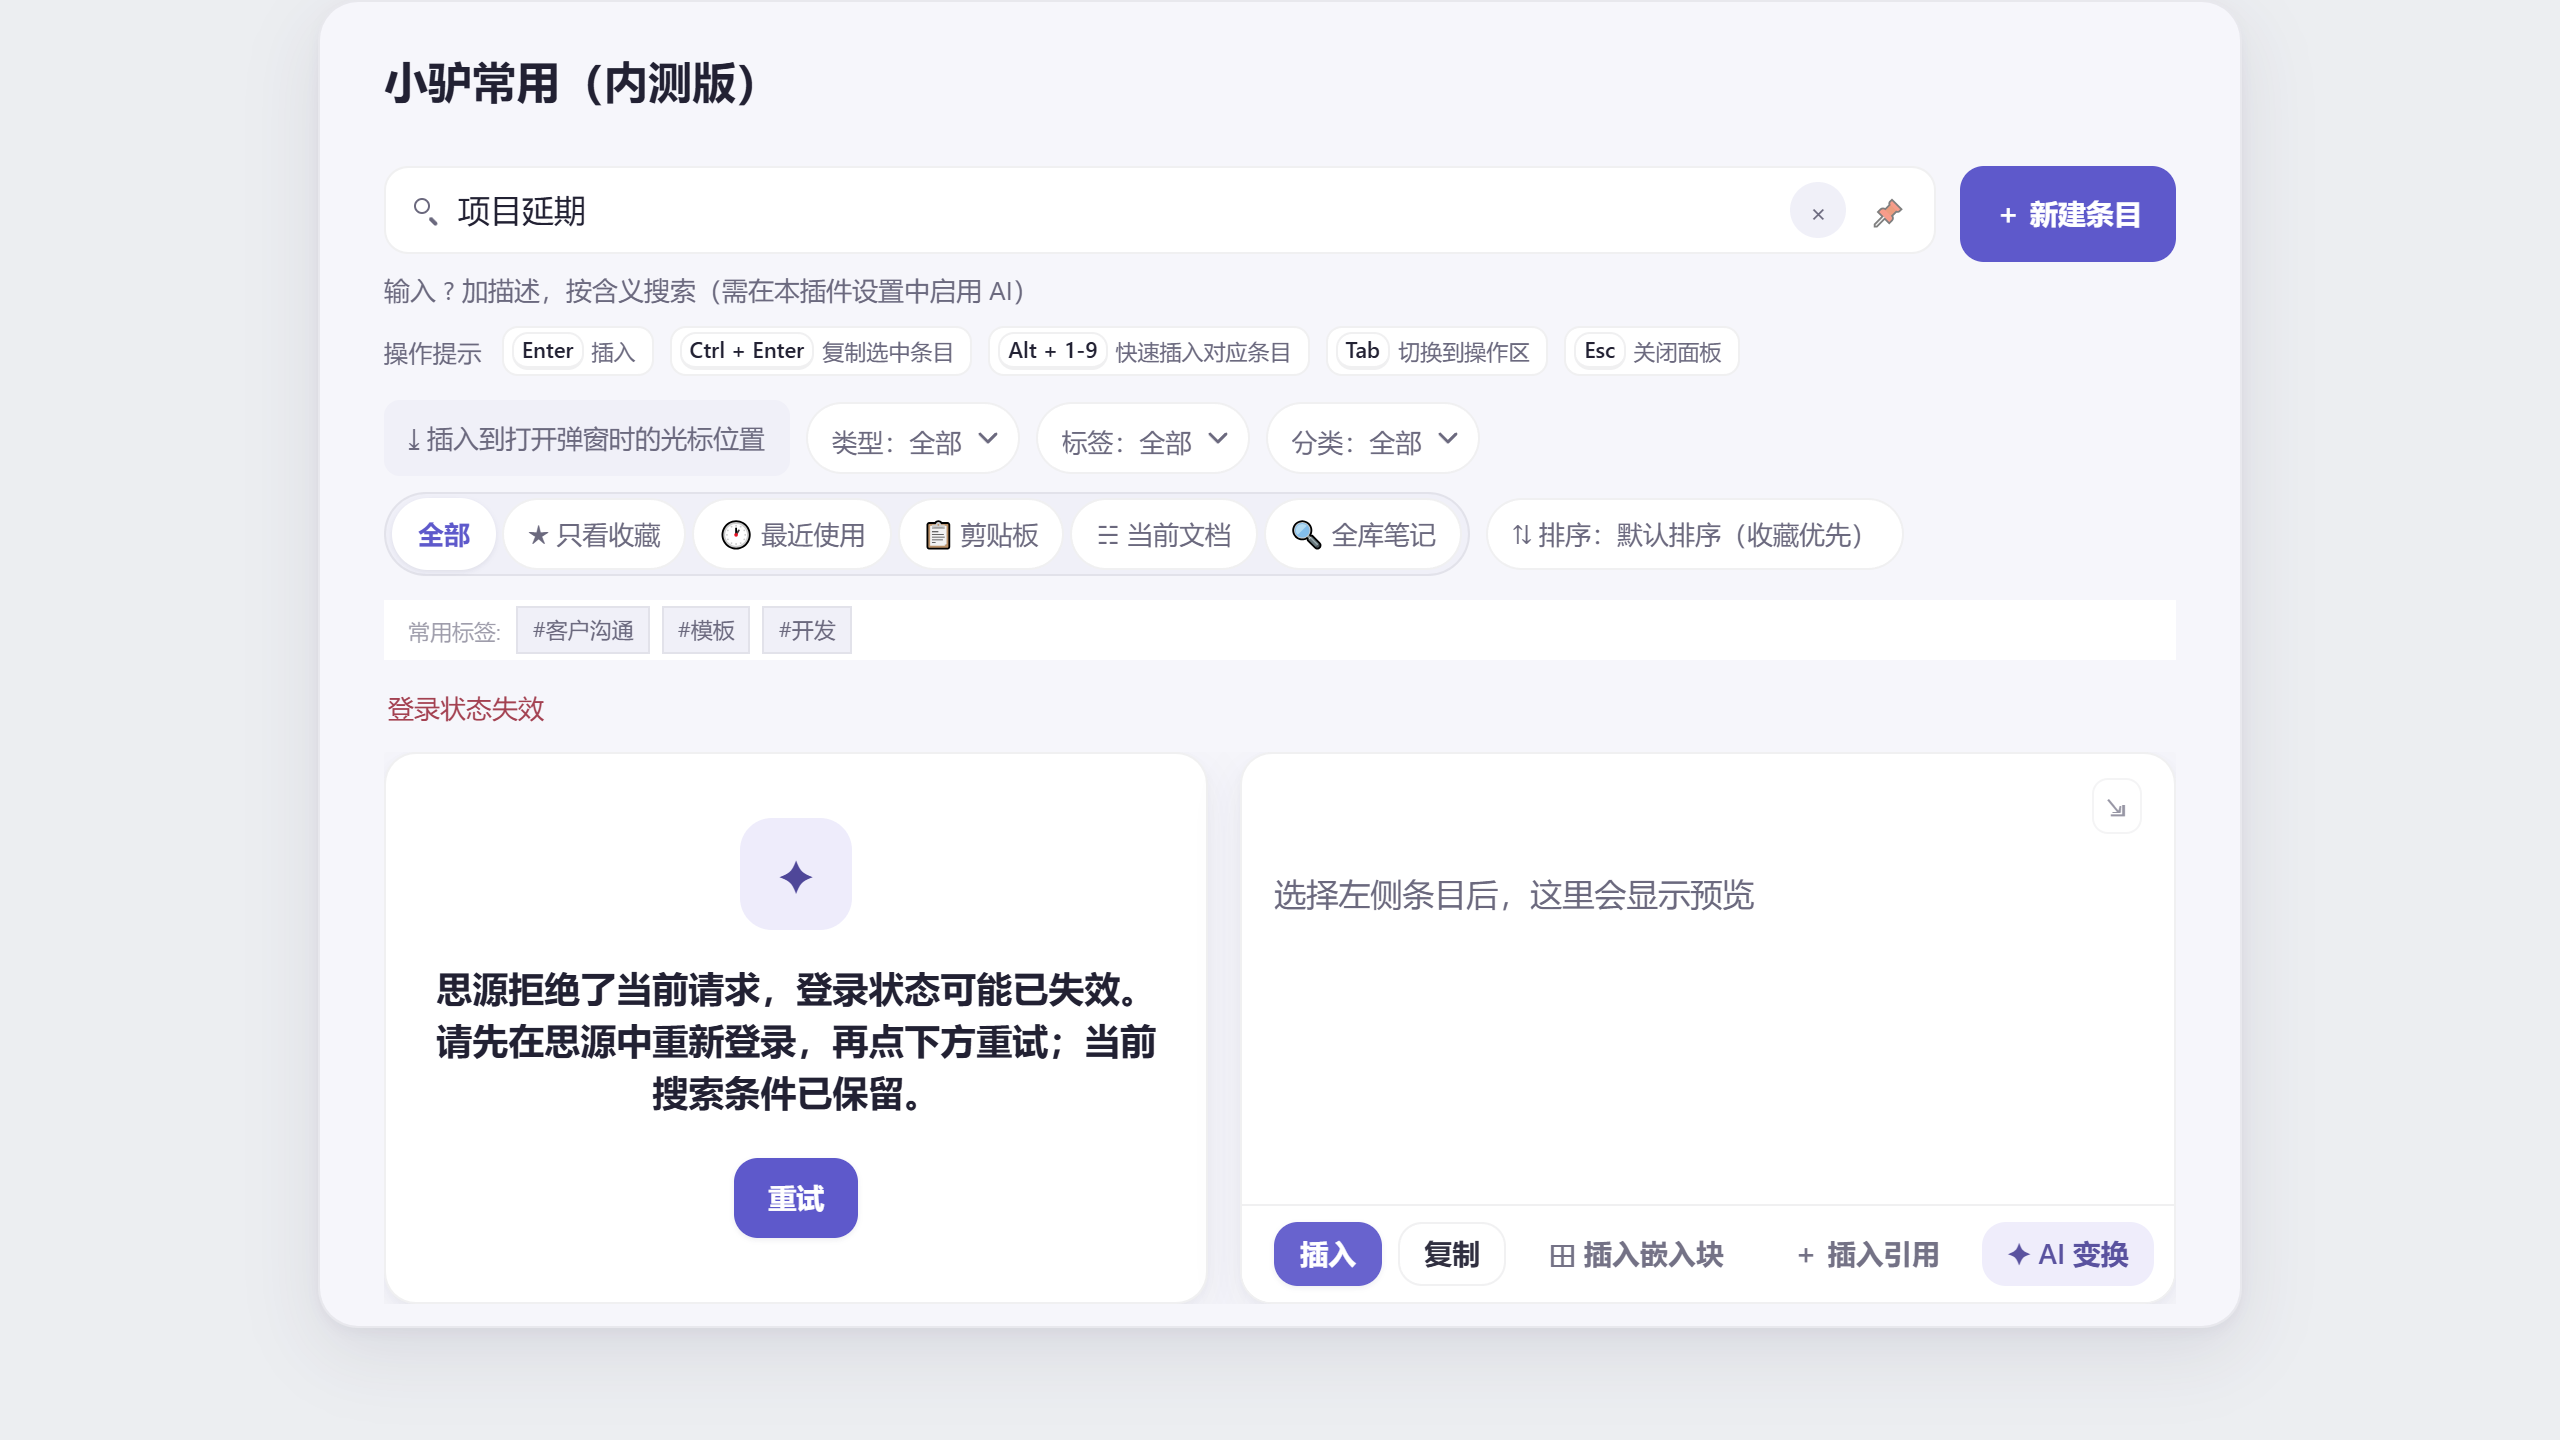 小驴常用（内测版）
项目延期
× 
+ 新建条目
输入 ? 加描述，按含义搜索（需在本插件设置中启用 AI）
操作提示 Enter 插入 Ctrl + Enter 复制选中条目 Alt + 1-9 快速插入对应条目 Tab 切换到操作区 Esc 关闭面板
插入到打开弹窗时的光标位置 类型：全部 标签：全部 分类：全部
全部 ★ 只看收藏 最近使用 剪贴板 当前文档 全库笔记 排序：默认排序（收藏优先）
常用标签: #客户沟通 #模板 #开发
登录状态失效
思源拒绝了当前请求，登录状态可能已失效。
请先在思源中重新登录，再点下方重试；当前
搜索条件已保留。
重试
选择左侧条目后，这里会显示预览
插入 复制 插入嵌入块 + 插入引用 AI 变换